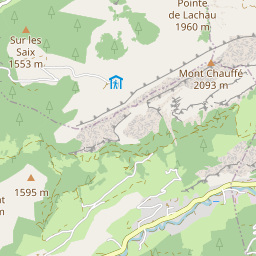 Pointe
de Lachau
1960 m
Sur les
Saix
1553 m
Mont Chauffé
2093 m
1595 m